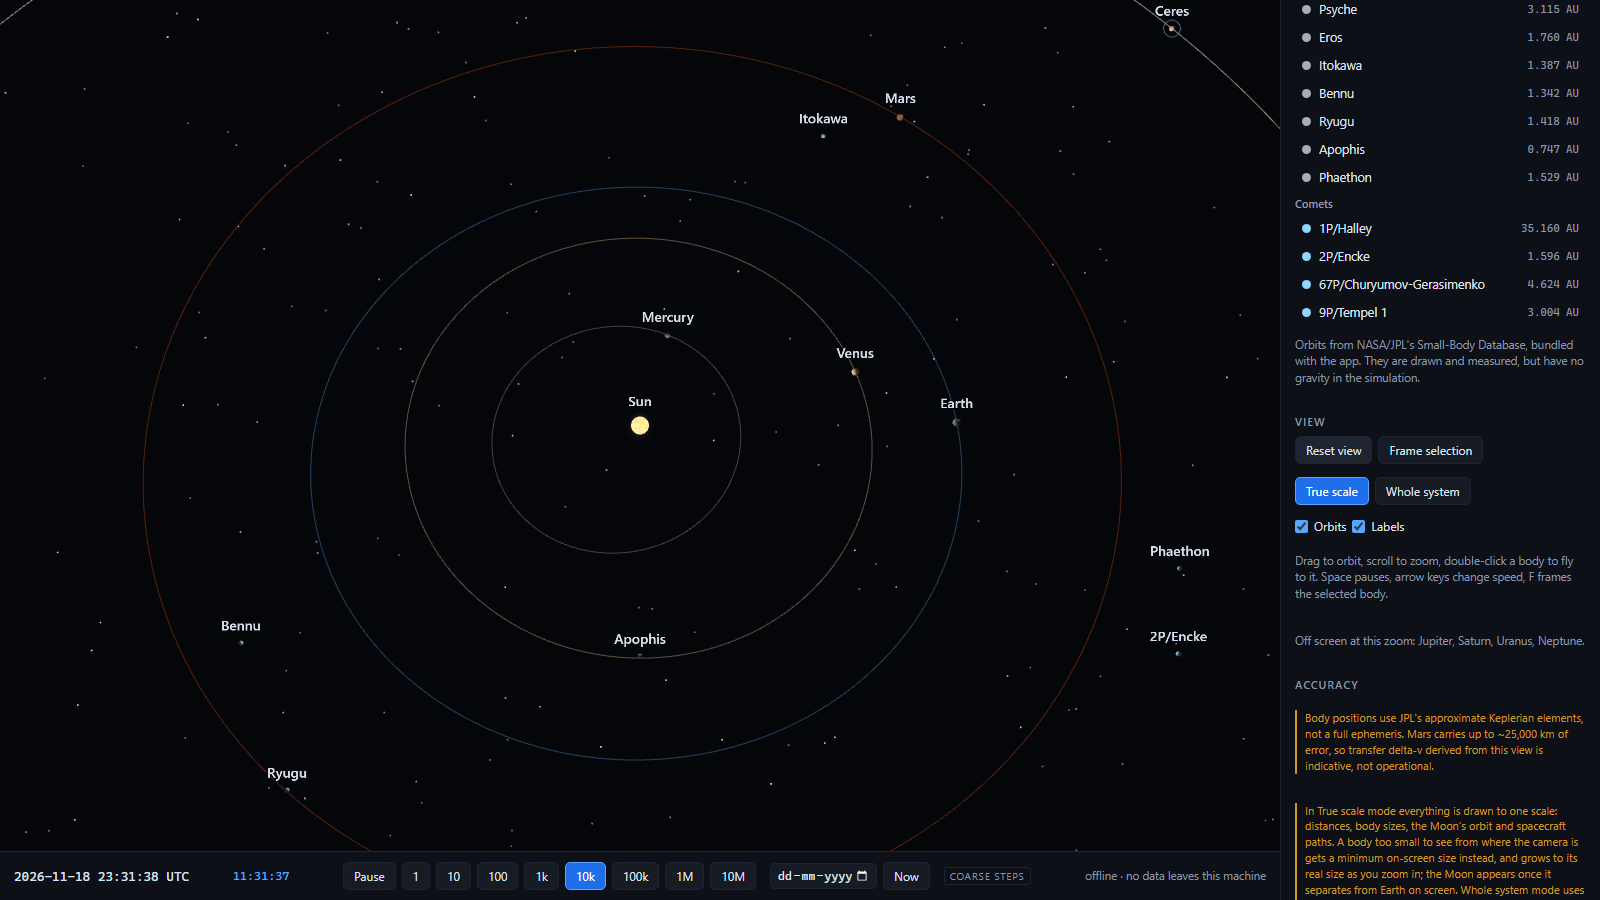 Ceres
Mars
Itokawa
Mercury
Venus
Sun
Earth
Phaethon
Bennu
Apophis
2P/Encke
Ryugu
Psyche 3.115 AU
Eros 1.760 AU
Itokawa 1.387 AU
Bennu 1.342 AU
Ryugu 1.418 AU
Apophis 0.747 AU
Phaethon 1.529 AU
Comets
1P/Halley 35.160 AU
2P/Encke 1.596 AU
67P/Churyumov-Gerasimenko 4.624 AU
9P/Tempel 1 3.004 AU
Orbits from NASA/JPL's Small-Body Database, bundled
with the app. They are drawn and measured, but have no
gravity in the simulation.
VIEW
Reset view Frame selection
True scale Whole system
Orbits Labels
Drag to orbit, scroll to zoom, double-click a body to fly
to it. Space pauses, arrow keys change speed, F frames
the selected body.
Off screen at this zoom: Jupiter, Saturn, Uranus, Neptune.
ACCURACY
Body positions use JPL's approximate Keplerian elements,
not a full ephemeris. Mars carries up to ~25,000 km of
error, so transfer delta-v derived from this view is
indicative, not operational.
In True scale mode everything is drawn to one scale:
distances, body sizes, the Moon's orbit and spacecraft
paths. A body too small to see from where the camera is
gets a minimum on-screen size instead, and grows to its
real size as you zoom in; the Moon appears once it
separates from Earth on screen. Whole system mode uses
2026-11-18 23:31:38 UTC 11:31:37 Pause 1 10 100 1k 10k 100k 1M 10M dd-mm-yyyy Now COARSE STEPS offline · no data leaves this machine